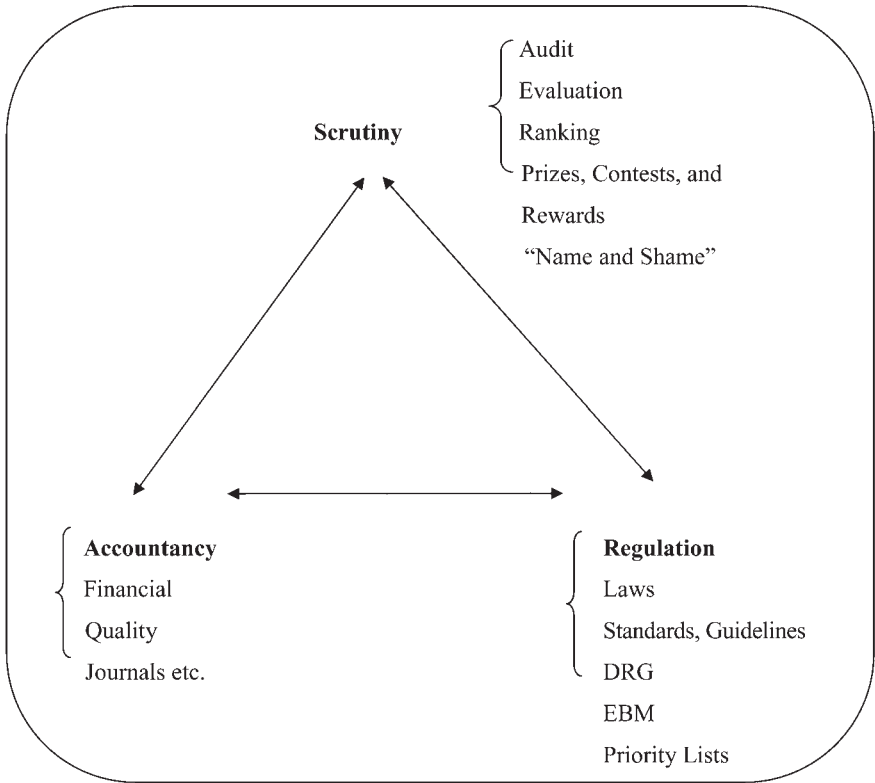 Scrutiny
Audit
Evaluation
Ranking
Prizes, Contests, and
Rewards
“Name and Shame”
Accountancy
Financial
Quality
Journals etc.
Regulation
Laws
Standards, Guidelines
DRG
EBM
Priority Lists